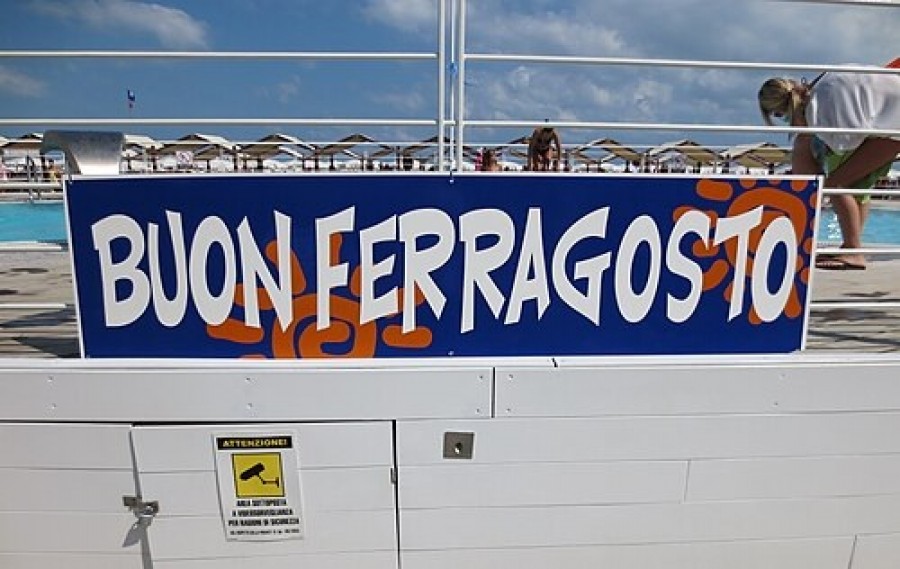 BUON FERRAGOSTO
ATTENZIONE!
AREA SOTTOPOSTA
A VIDEOSORVEGLIANZA
PER RAGIONI DI SICUREZZA